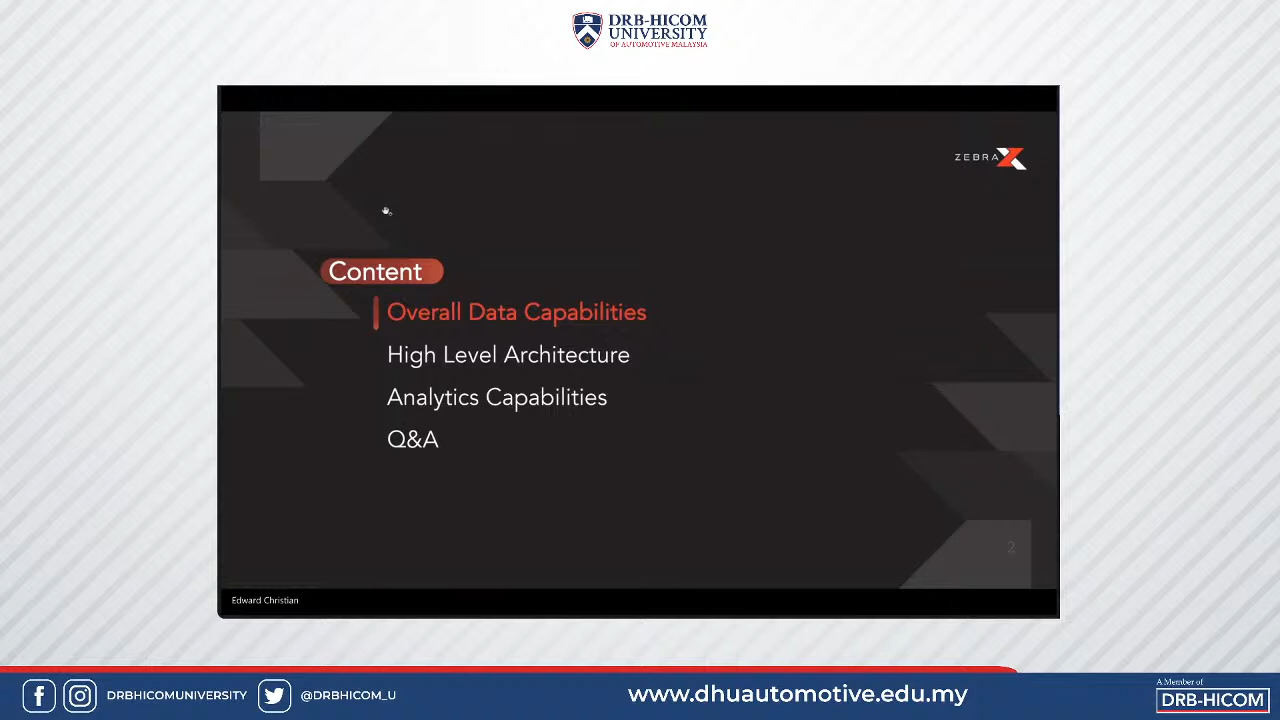 DRB-HICOM
UNIVERSITY
OF AUTOMOTIVE MALAYSIA
ZEBRA X
Content
Overall Data Capabilities
High Level Architecture
Analytics Capabilities
Q&A
2
Edward Christian
DRBHICOMUNIVERSITY
@DRBHICOM_U
www.dhuautomotive.edu.my
A Member of
DRB-HICOM